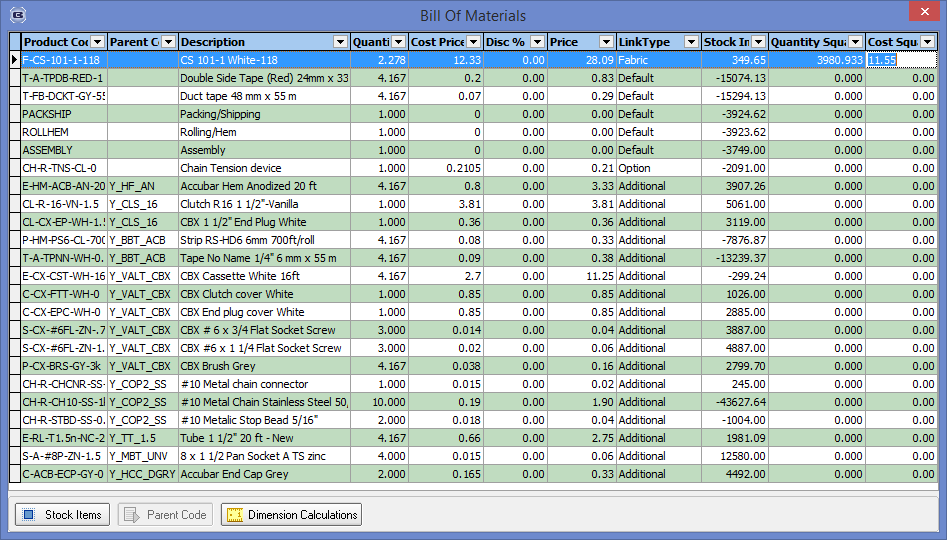 Bill Of Materials
Product Coc Parent C Description Quanti Cost Price Disc % Price LinkType Stock In Quantity Squa Cost Squa
F-CS-101-1-118 CS 101-1 White-118 2.278 12.33 0.00 28.09 Fabric 349.65 3980.933 11.55
T-A-TPDB-RED-1 Double Side Tape (Red) 24mm x 33 4.167 0.2 0.00 0.83 Default -15074.13 0.000 0.00
T-FB-DCKT-GY-55 Duct tape 48 mm x 55 m 4.167 0.07 0.00 0.29 Default -15294.13 0.000 0.00
PACKSHIP Packing/Shipping 1.000 0 0.00 0.00 Default -3924.62 0.000 0.00
ROLLHEM Rolling/Hem 1.000 0 0.00 0.00 Default -3923.62 0.000 0.00
ASSEMBLY Assembly 1.000 0 0.00 0.00 Default -3749.00 0.000 0.00
CH-R-TNS-CL-0 Chain Tension device 1.000 0.2105 0.00 0.21 Option -2091.00 0.000 0.00
E-HM-ACB-AN-20 Y_HF_AN Accubar Hem Anodized 20 ft 4.167 0.8 0.00 3.33 Additional 3907.26 0.000 0.00
CL-R-16-VN-1.5 Y_CLS_16 Clutch R16 1 1/2"-Vanilla 1.000 3.81 0.00 3.81 Additional 5061.00 0.000 0.00
CL-CX-EP-WH-1.5 Y_CLS_16 CBX 1 1/2" End Plug White 1.000 0.36 0.00 0.36 Additional 3119.00 0.000 0.00
P-HM-PS6-CL-700 Y_BBT_ACB Strip RS-HD6 6mm 700ft/roll 4.167 0.08 0.00 0.33 Additional -7876.87 0.000 0.00
T-A-TPNN-WH-0. Y_BBT_ACB Tape No Name 1/4" 6 mm x 55 m 4.167 0.09 0.00 0.38 Additional -13239.37 0.000 0.00
E-CX-CST-WH-16 Y_VALT_CBX CBX Cassette White 16ft 4.167 2.7 0.00 11.25 Additional -299.24 0.000 0.00
C-CX-FTT-WH-0 Y_VALT_CBX CBX Clutch cover White 1.000 0.85 0.00 0.85 Additional 1026.00 0.000 0.00
C-CX-EPC-WH-0 Y_VALT_CBX CBX End plug cover White 1.000 0.85 0.00 0.85 Additional 2885.00 0.000 0.00
S-CX-#6FL-ZN-.7 Y_VALT_CBX CBX # 6 x 3/4 Flat Socket Screw 3.000 0.014 0.00 0.04 Additional 3887.00 0.000 0.00
S-CX-#6FL-ZN-1. Y_VALT_CBX CBX #6 x 1 1/4 Flat Socket Screw 3.000 0.02 0.00 0.06 Additional 4887.00 0.000 0.00
P-CX-BRS-GY-3k Y_VALT_CBX CBX Brush Grey 4.167 0.038 0.00 0.16 Additional 2799.70 0.000 0.00
CH-R-CHCNR-SS- Y_COP2_SS #10 Metal chain connector 1.000 0.015 0.00 0.02 Additional 245.00 0.000 0.00
CH-R-CH10-SS-1 Y_COP2_SS #10 Metal Chain Stainless Steel 50, 10.000 0.19 0.00 1.90 Additional -43627.64 0.000 0.00
CH-R-STBD-SS-0. Y_COP2_SS #10 Metalic Stop Bead 5/16" 2.000 0.018 0.00 0.04 Additional -1004.00 0.000 0.00
E-RL-T1.5n-NC-2 Y_TT_1.5 Tube 1 1/2" 20 ft - New 4.167 0.66 0.00 2.75 Additional 1981.09 0.000 0.00
S-A-#8P-ZN-1.5 Y_MBT_UNV 8 x 1 1/2 Pan Socket A TS zinc 4.000 0.015 0.00 0.06 Additional 12580.00 0.000 0.00
C-ACB-ECP-GY-0 Y_HCC_DGRY Accubar End Cap Grey 2.000 0.165 0.00 0.33 Additional 4492.00 0.000 0.00
Stock Items Parent Code Dimension Calculations